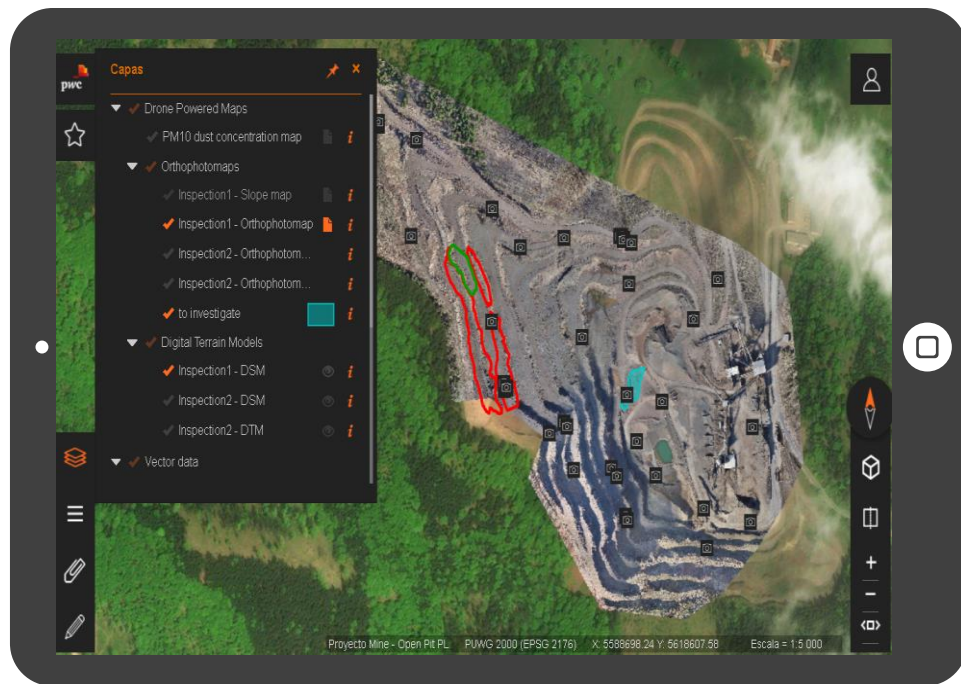 pwc
Capas
Drone Powered Maps
PM10 dust concentration map
Orthophotomaps
Inspection1 - Slope map
Inspection1 - Orthophotomap
Inspection2 - Orthophotom...
Inspection2 - Orthophotom...
to investigate
Digital Terrain Models
Inspection1 - DSM
Inspection2 - DSM
Inspection2 - DTM
Vector data
Proyecto Mine - Open Pit PL PUWG 2000 (EPSG 2176) X: 5588698.24 Y: 5618607.58 Escala = 1:5 000